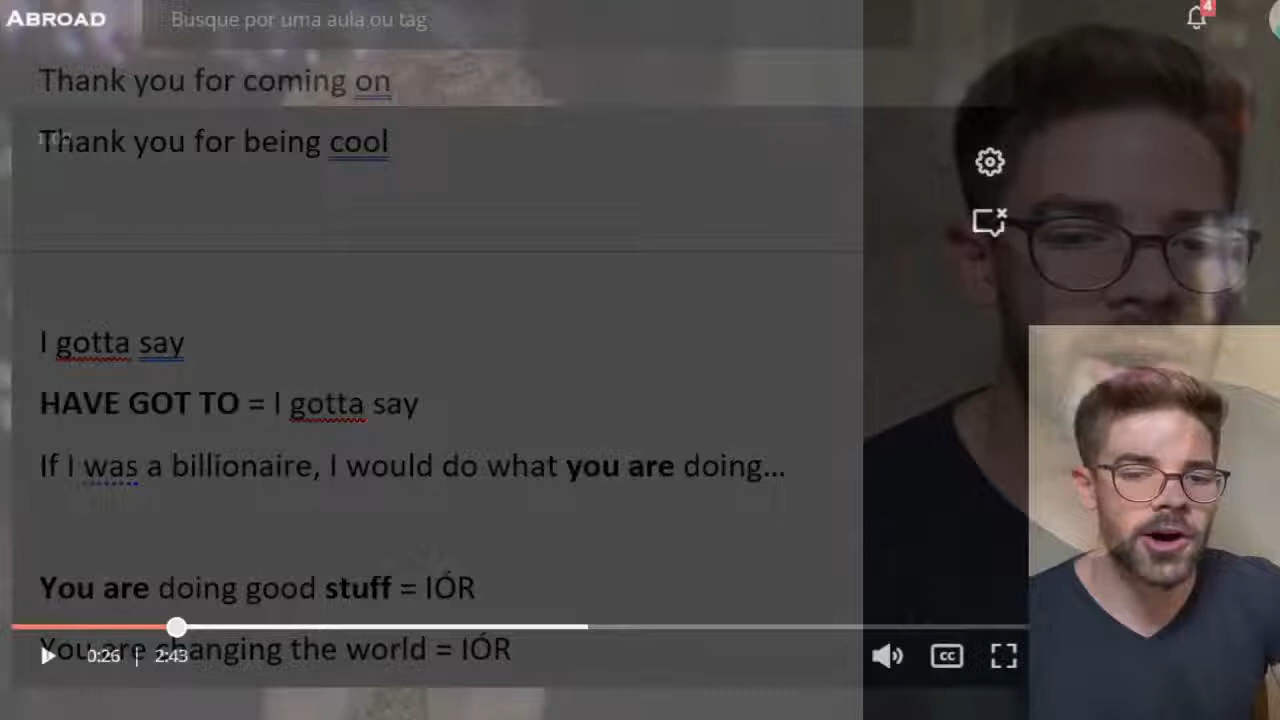 ABROAD
Busque por uma aula ou tag
4
Thank you for coming on
Thank you for being cool
I gotta say
HAVE GOT TO = I gotta say
If I was a billionaire, I would do what you are doing...
You are doing good stuff = IÓR
You are changing the world = IÓR
0:26 | 2:43
CC